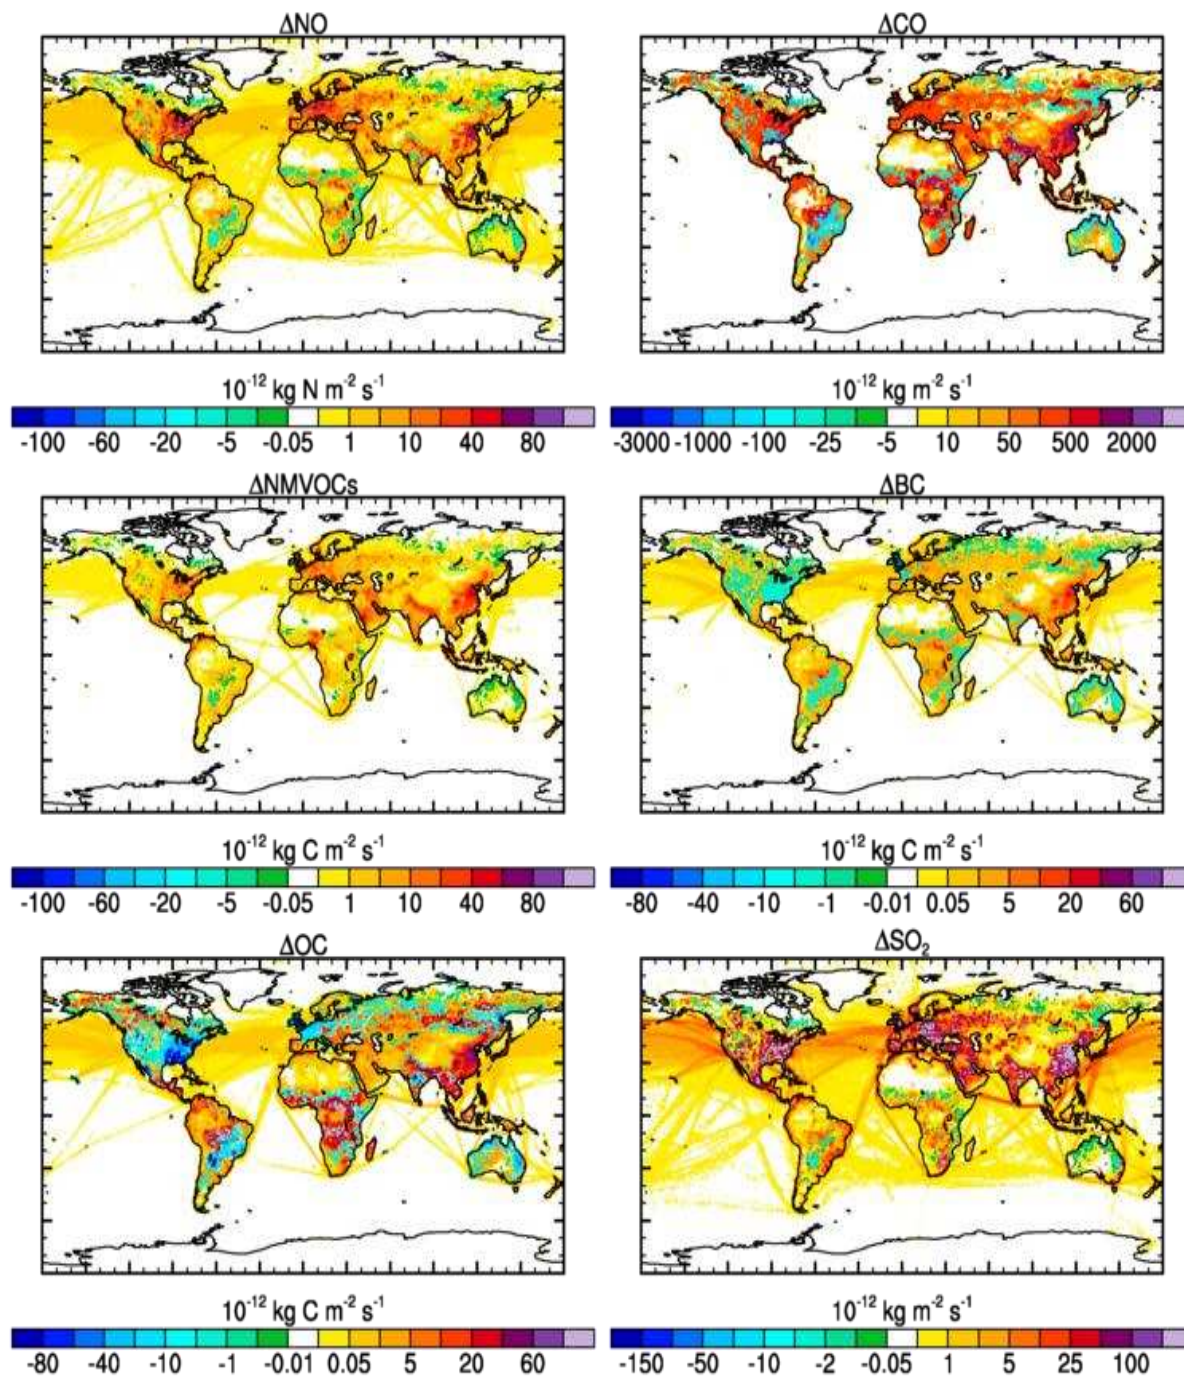 ΔNO ΔCO
10⁻¹² kg N m⁻² s⁻¹ 10⁻¹² kg m⁻² s⁻¹
-100 -60 -20 -5 -0.05 1 10 40 80 -3000 -1000 -100 -25 -5 10 50 500 2000
ΔNMVOCs ΔBC
10⁻¹² kg C m⁻² s⁻¹ 10⁻¹² kg C m⁻² s⁻¹
-100 -60 -20 -5 -0.05 1 10 40 80 -80 -40 -10 -1 -0.01 0.05 5 20 60
ΔOC ΔSO₂
10⁻¹² kg C m⁻² s⁻¹ 10⁻¹² kg m⁻² s⁻¹
-80 -40 -10 -1 -0.01 0.05 5 20 60 -150 -50 -10 -2 -0.05 1 5 25 100